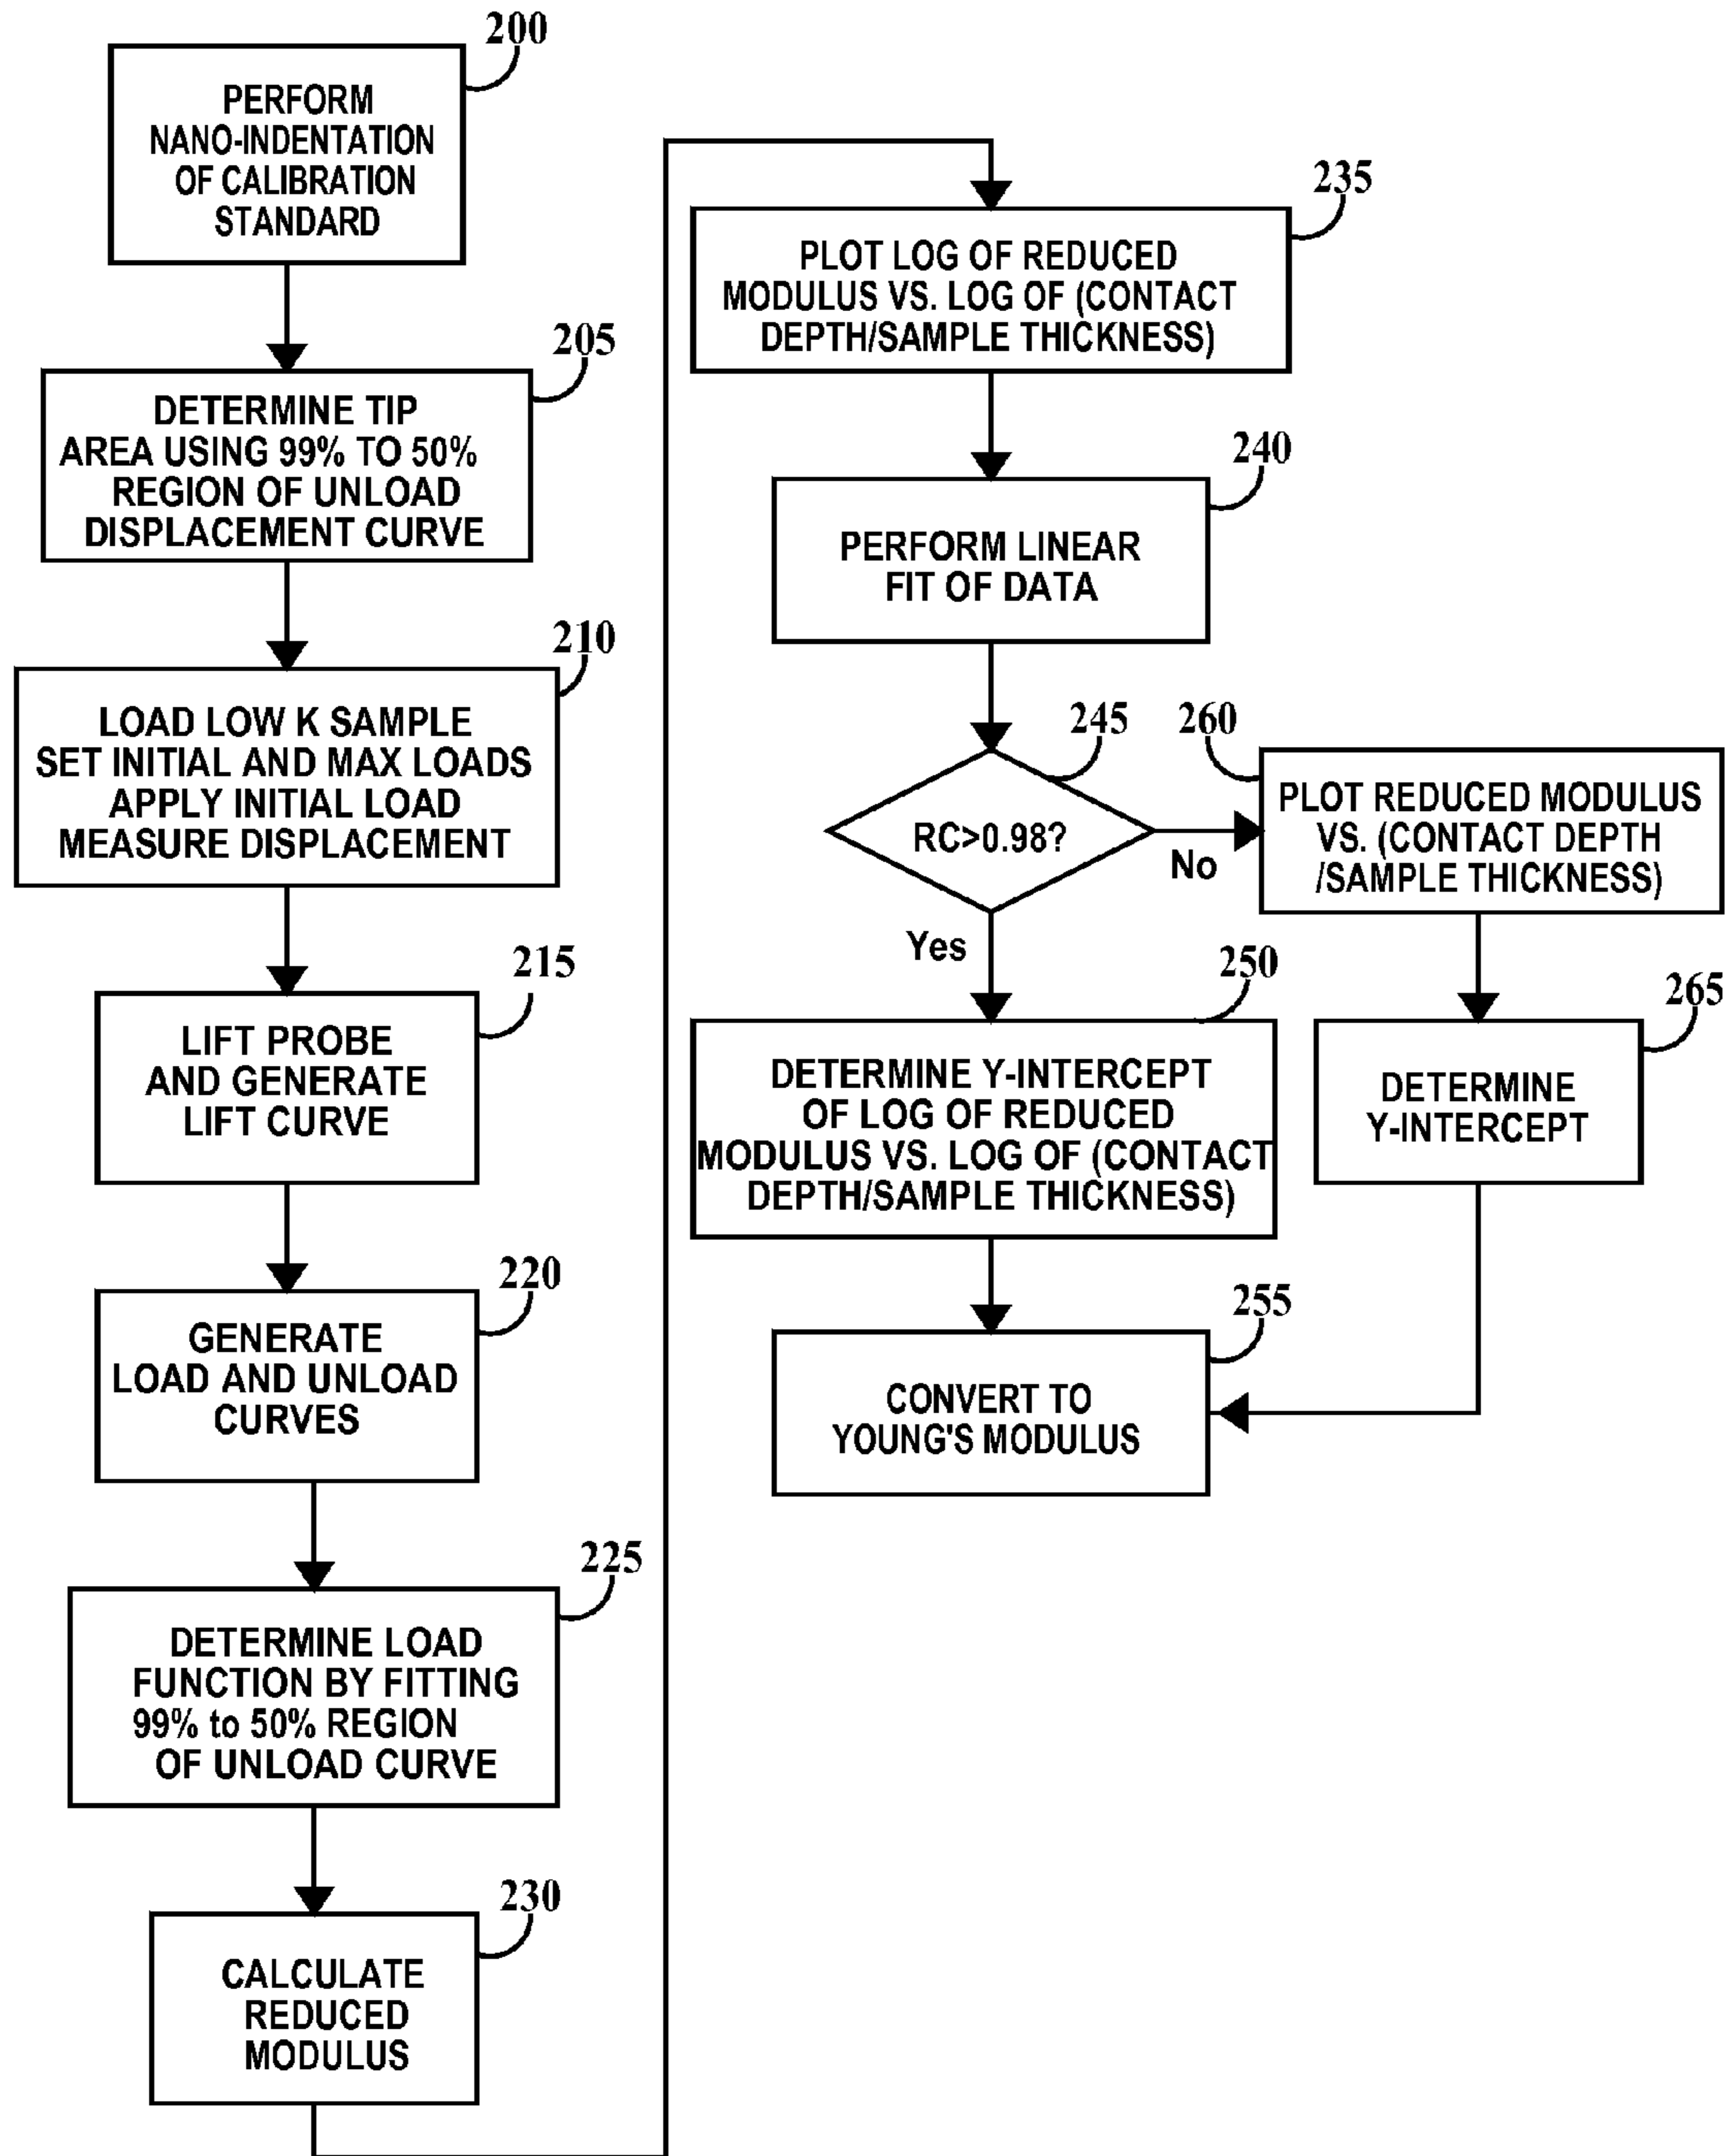 200
PERFORM
NANO-INDENTATION
OF CALIBRATION
STANDARD
205
DETERMINE TIP
AREA USING 99% TO 50%
REGION OF UNLOAD
DISPLACEMENT CURVE
210
LOAD LOW K SAMPLE
SET INITIAL AND MAX LOADS
APPLY INITIAL LOAD
MEASURE DISPLACEMENT
215
LIFT PROBE
AND GENERATE
LIFT CURVE
220
GENERATE
LOAD AND UNLOAD
CURVES
225
DETERMINE LOAD
FUNCTION BY FITTING
99% to 50% REGION
OF UNLOAD CURVE
230
CALCULATE
REDUCED
MODULUS
235
PLOT LOG OF REDUCED
MODULUS VS. LOG OF (CONTACT
DEPTH/SAMPLE THICKNESS)
240
PERFORM LINEAR
FIT OF DATA
245
RC>0.98?
No
Yes
260
PLOT REDUCED MODULUS
VS. (CONTACT DEPTH
/SAMPLE THICKNESS)
250
DETERMINE Y-INTERCEPT
OF LOG OF REDUCED
MODULUS VS. LOG OF (CONTACT
DEPTH/SAMPLE THICKNESS)
265
DETERMINE
Y-INTERCEPT
255
CONVERT TO
YOUNG'S MODULUS